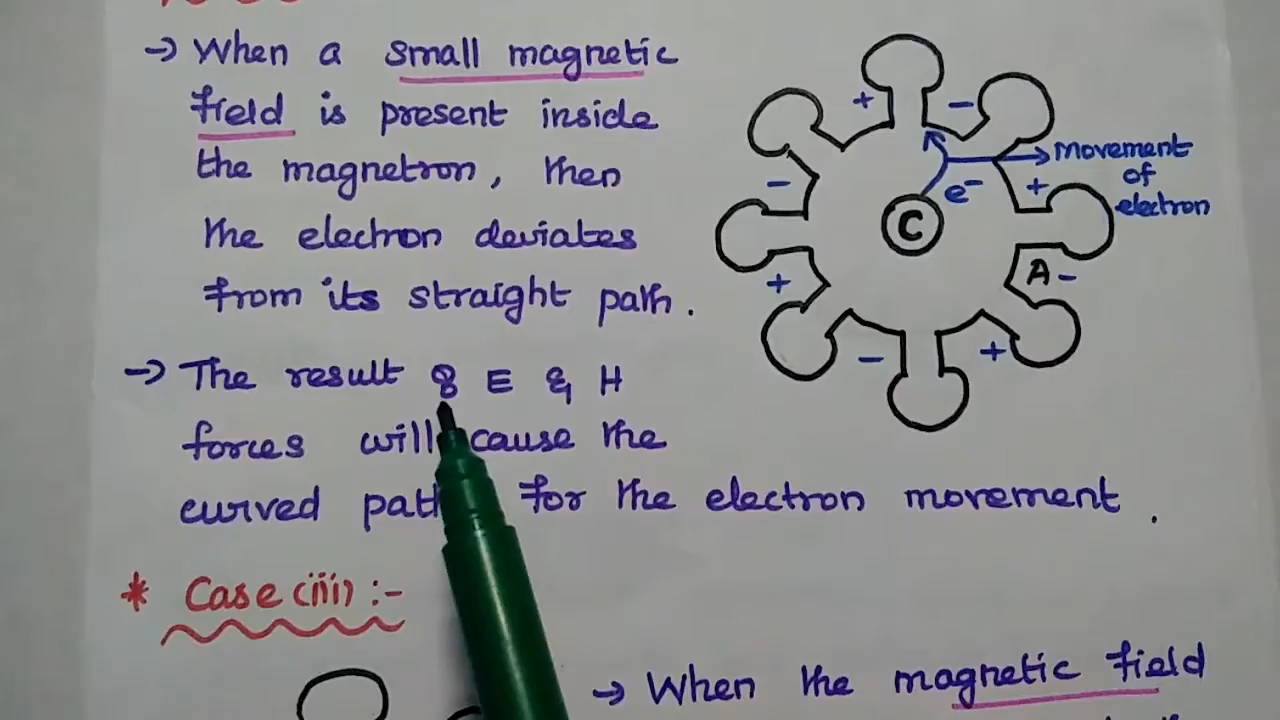 → When a small magnetic
field is present inside
the magnetron, then
the electron deviates
from its straight path.
→ The result of E & H
forces will cause the
curved path for the electron movement.
* Case (iii) :-
→ When the magnetic field
+
-
+
-
+
-
+
-
e-
C
A
→ Movement
of
electron